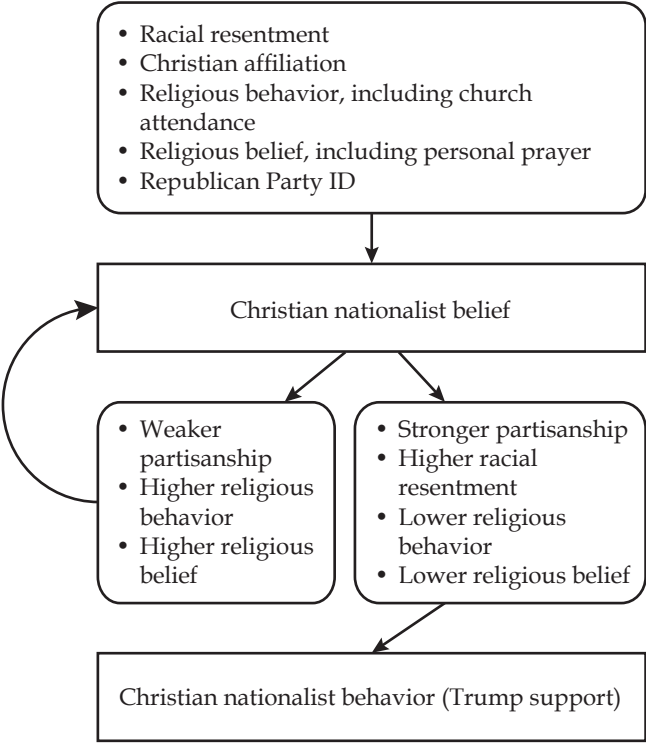 • Racial resentment
• Christian affiliation
• Religious behavior, including church
attendance
• Religious belief, including personal prayer
• Republican Party ID
Christian nationalist belief
• Weaker
partisanship
• Higher religious
behavior
• Higher religious
belief
• Stronger partisanship
• Higher racial
resentment
• Lower religious
behavior
• Lower religious belief
Christian nationalist behavior (Trump support)